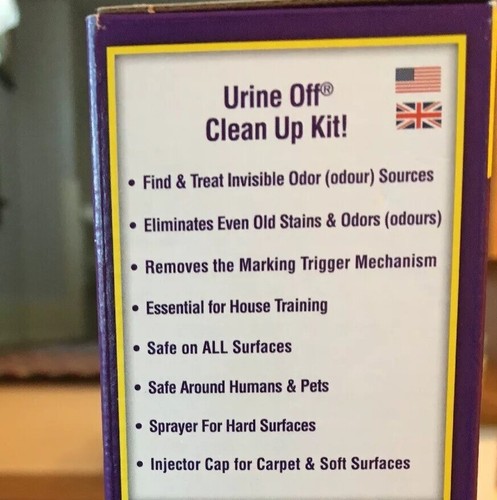 Urine Off®
Clean Up Kit!
• Find & Treat Invisible Odor (odour) Sources
• Eliminates Even Old Stains & Odors (odours)
• Removes the Marking Trigger Mechanism
• Essential for House Training
• Safe on ALL Surfaces
• Safe Around Humans & Pets
• Sprayer For Hard Surfaces
• Injector Cap for Carpet & Soft Surfaces